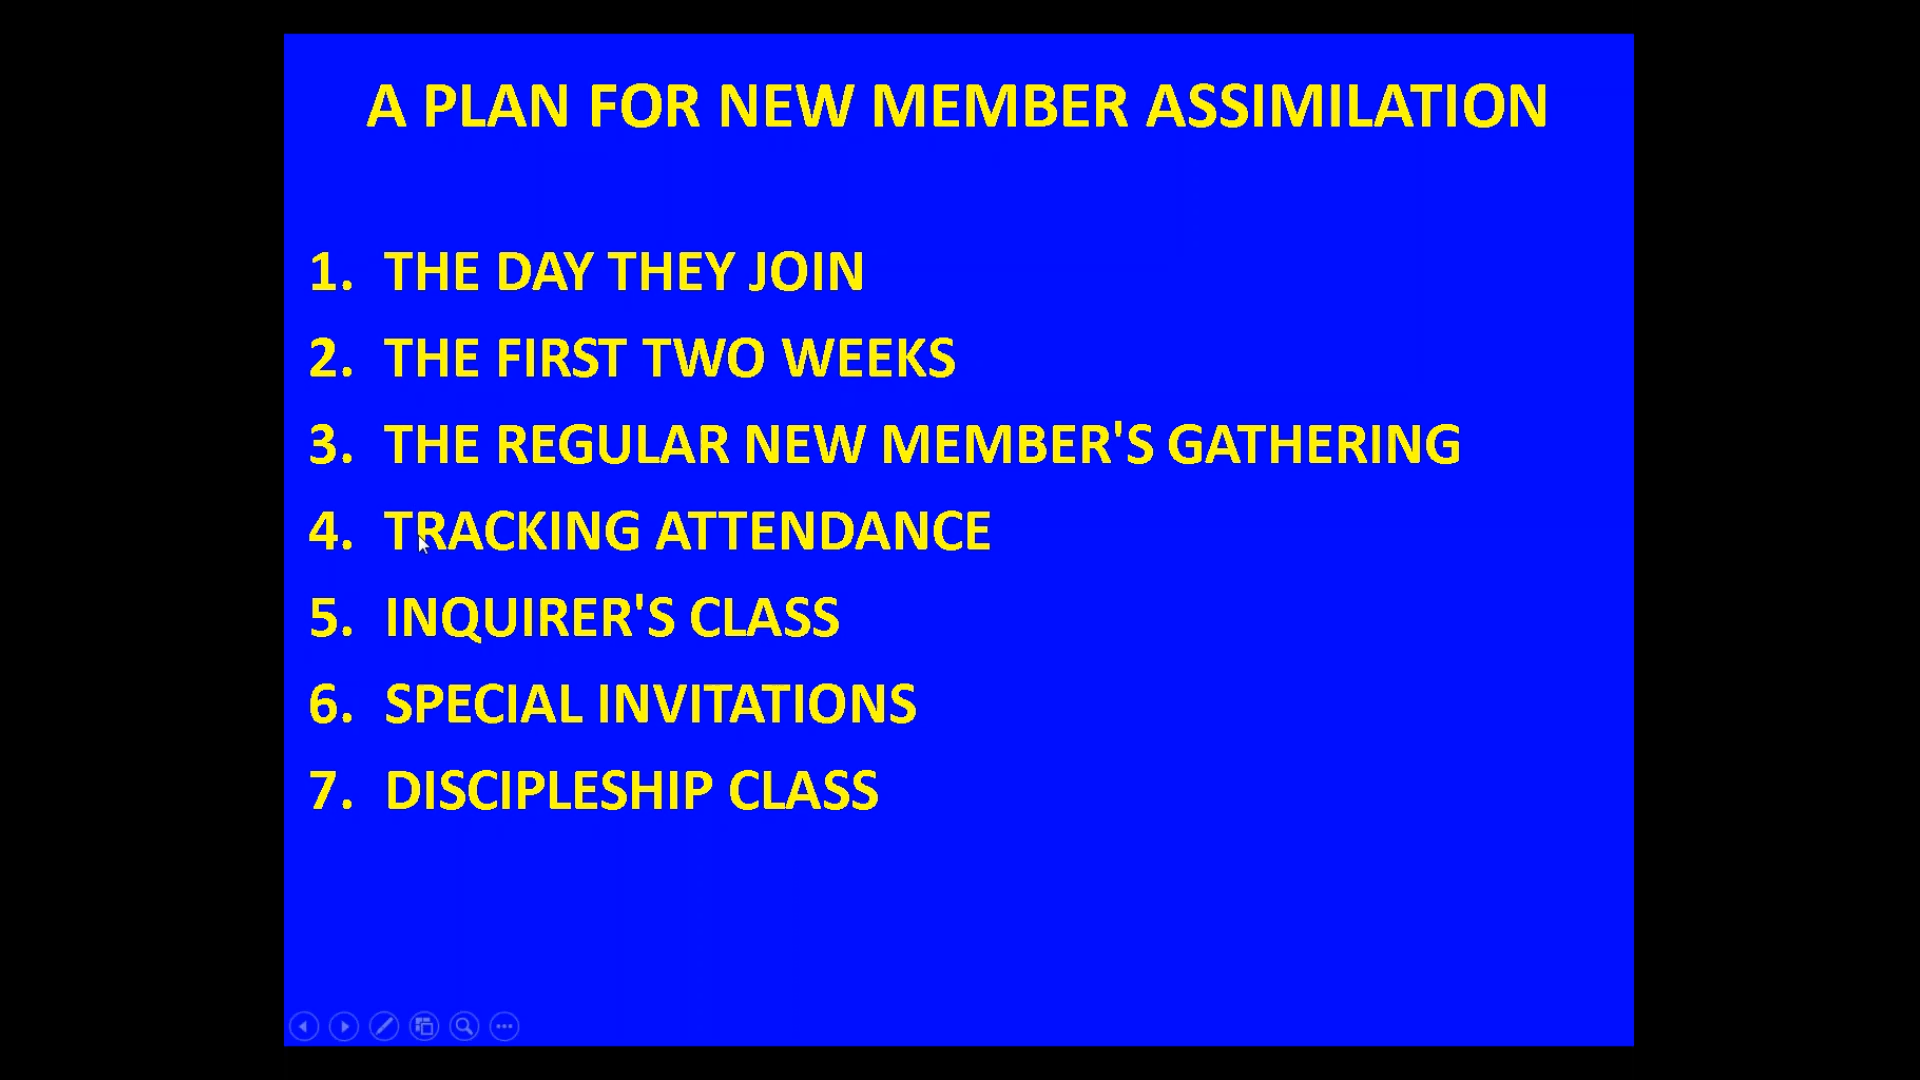 A PLAN FOR NEW MEMBER ASSIMILATION
1. THE DAY THEY JOIN
2. THE FIRST TWO WEEKS
3. THE REGULAR NEW MEMBER'S GATHERING
4. TRACKING ATTENDANCE
5. INQUIRER'S CLASS
6. SPECIAL INVITATIONS
7. DISCIPLESHIP CLASS